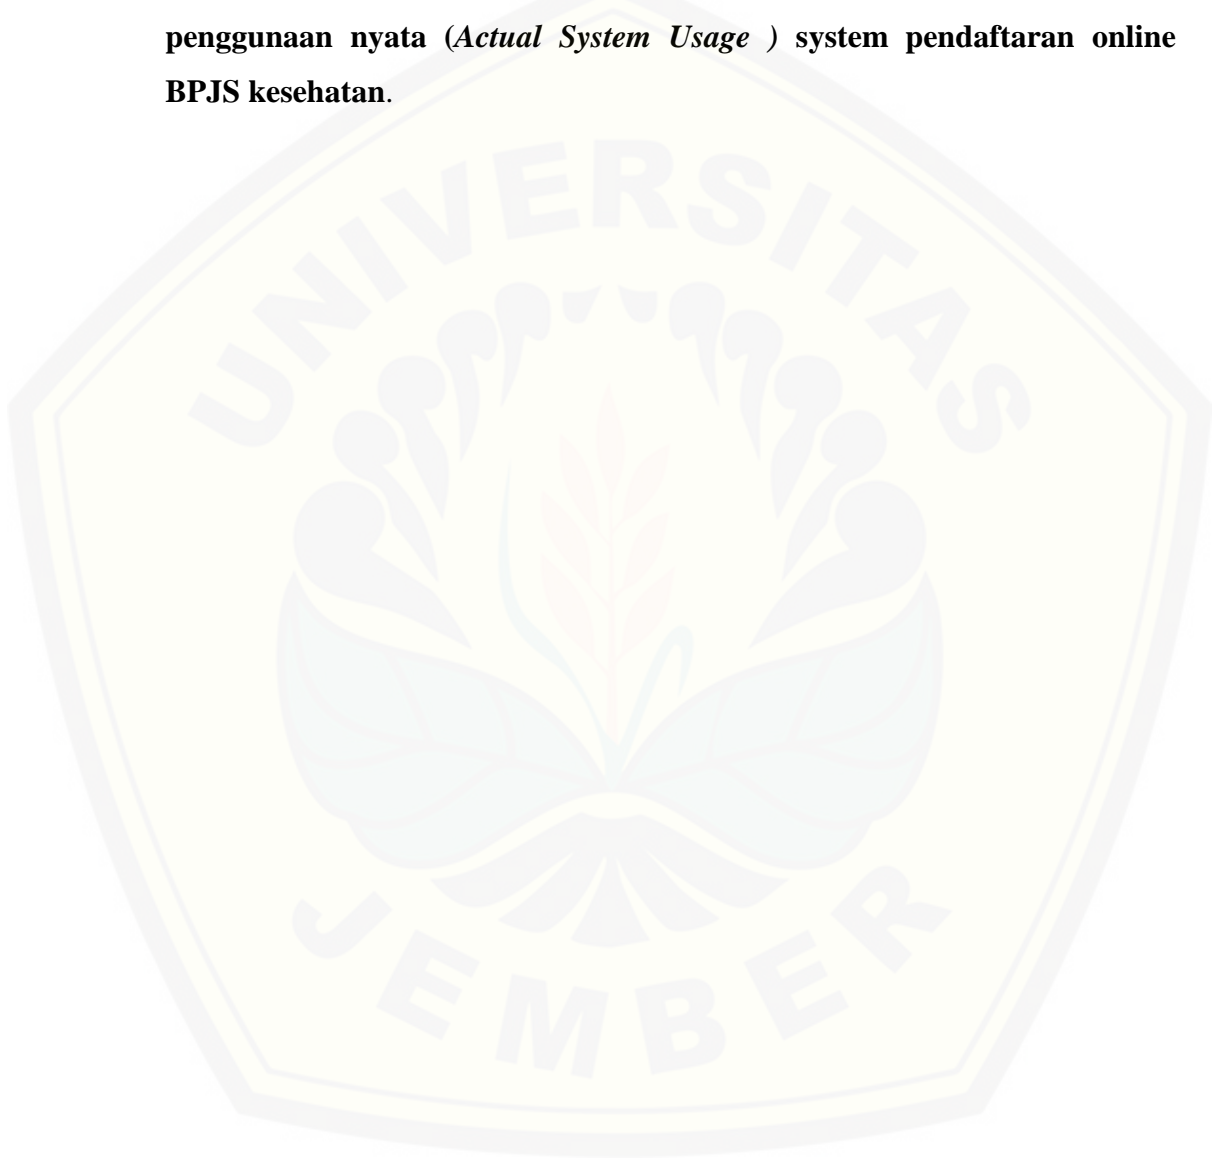 penggunaan nyata (Actual System Usage ) system pendaftaran online
BPJS kesehatan.
UNIVERSITAS
JEMBER